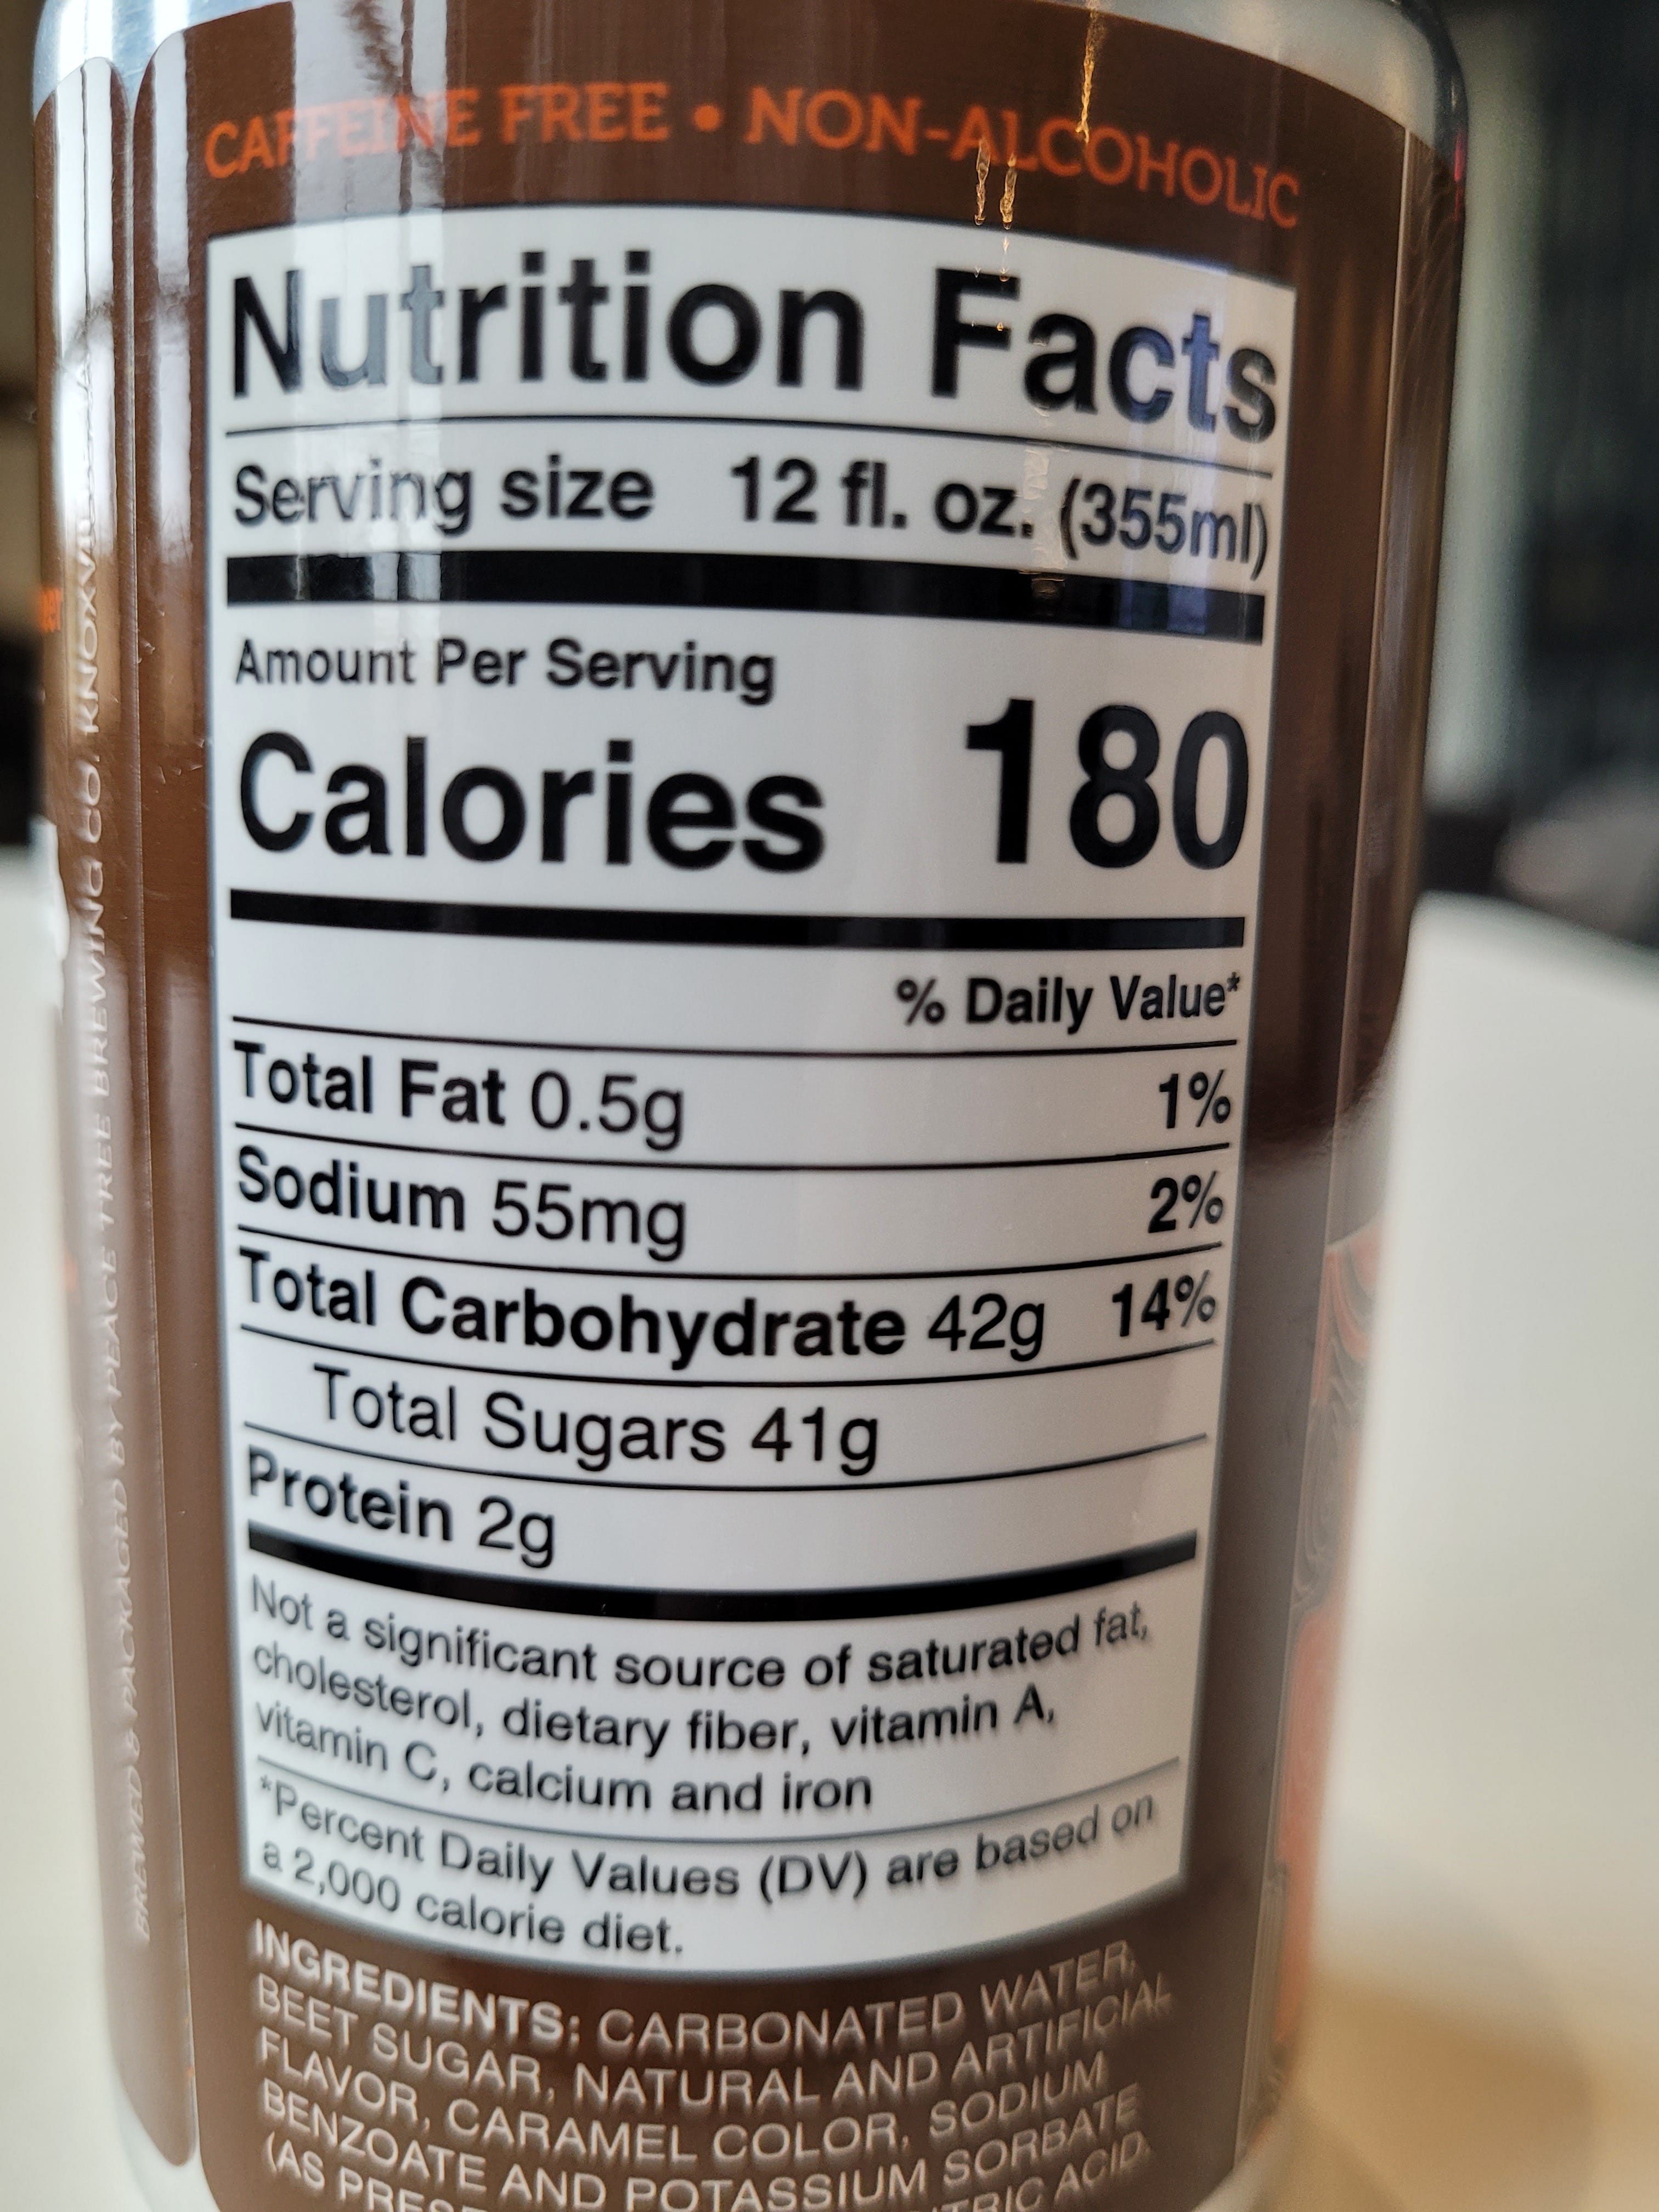 CAFFEINE FREE • NON-ALCOHOLIC
Nutrition Facts
Serving size 12 fl. oz. (355ml)
Amount Per Serving
Calories 180
% Daily Value*
Total Fat 0.5g 1%
Sodium 55mg 2%
Total Carbohydrate 42g 14%
Total Sugars 41g
Protein 2g
Not a significant source of saturated fat,
cholesterol, dietary fiber, vitamin A,
vitamin C, calcium and iron
*Percent Daily Values (DV) are based on
a 2,000 calorie diet.
INGREDIENTS: CARBONATED WATER,
BEET SUGAR, NATURAL AND ARTIFICIAL
FLAVOR, CARAMEL COLOR, SODIUM
BENZOATE AND POTASSIUM SORBATE
(AS ACID,
BREWED & PACKAGED BY PEACE TREE BREWING CO.